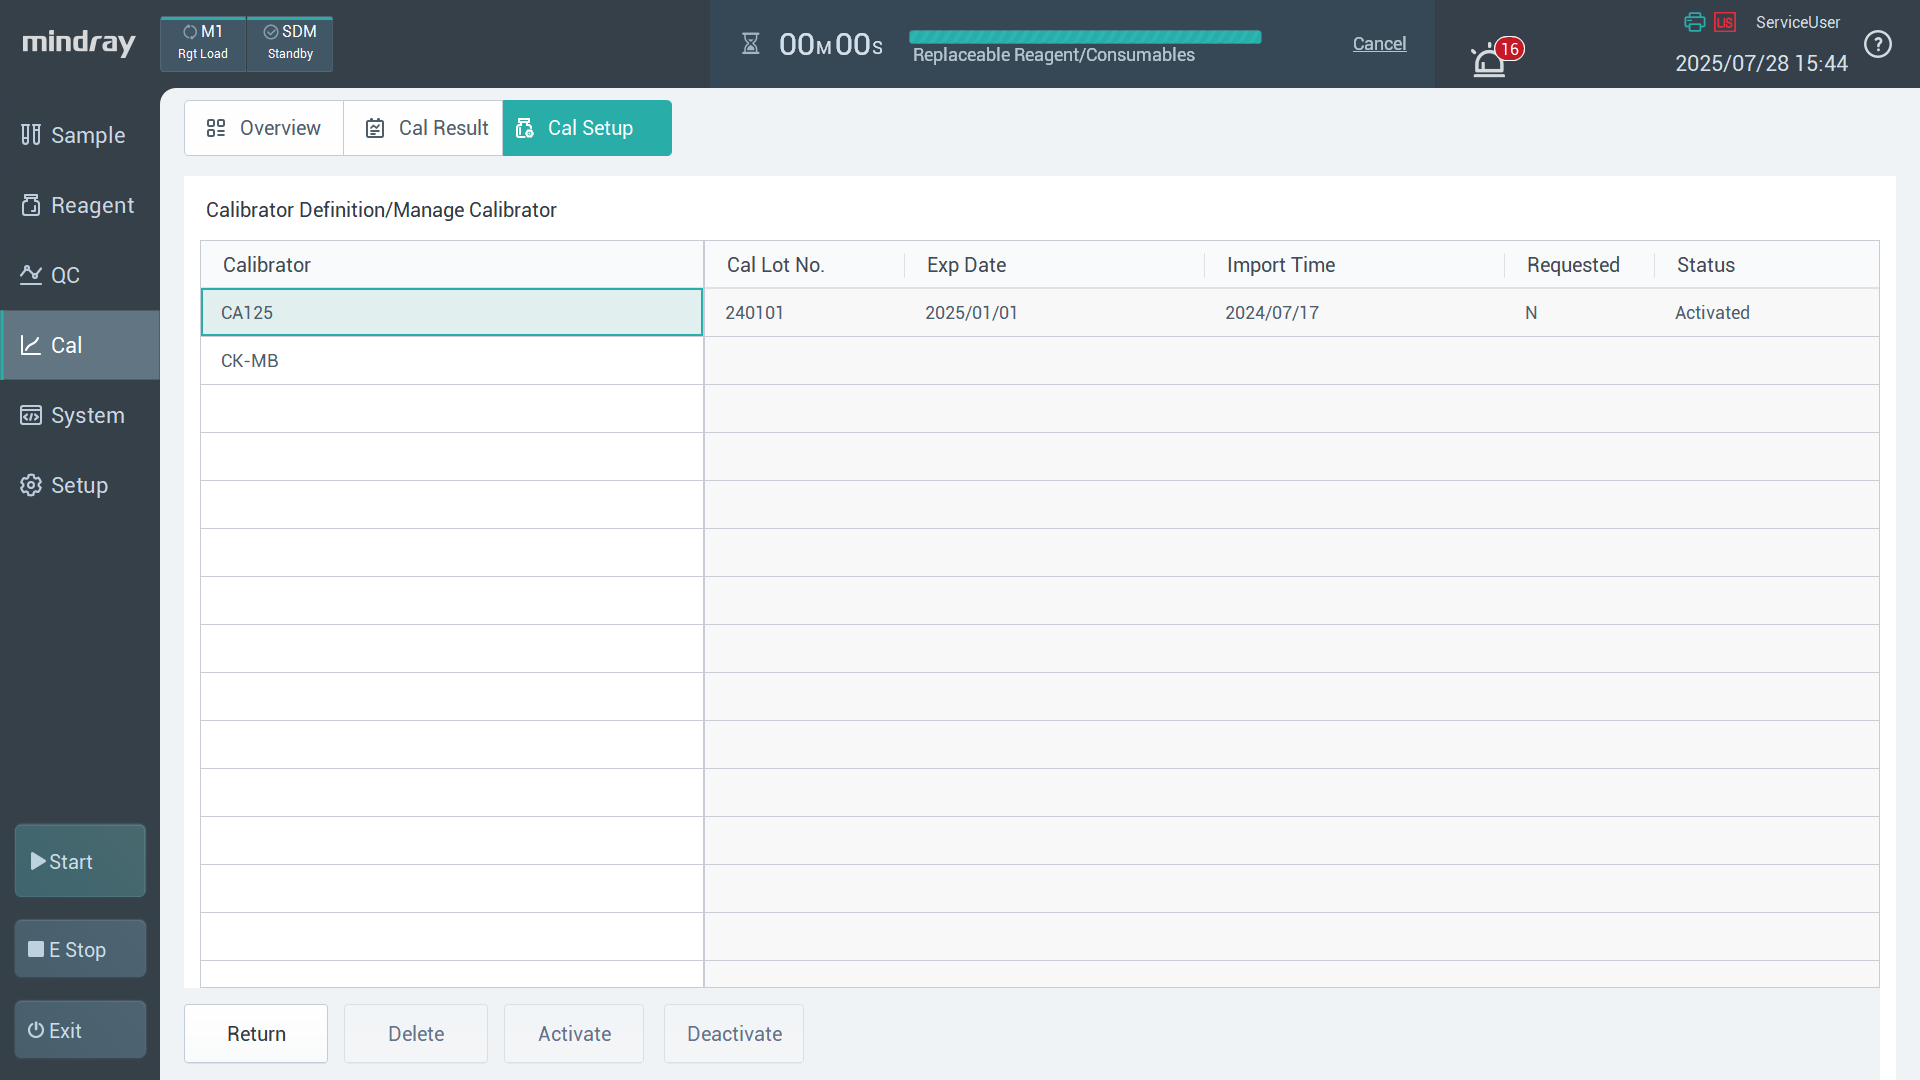 mindray
M1
Rgt Load
SDM
Standby
00M00S
Replaceable Reagent/Consumables
Cancel
16
LIS
ServiceUser
2025/07/28 15:44
?
Sample
Reagent
QC
Cal
System
Setup
Start
E Stop
Exit
Overview
Cal Result
Cal Setup
Calibrator Definition/Manage Calibrator
Calibrator Cal Lot No. Exp Date Import Time Requested Status
CA125 240101 2025/01/01 2024/07/17 N Activated
CK-MB
Return Delete Activate Deactivate